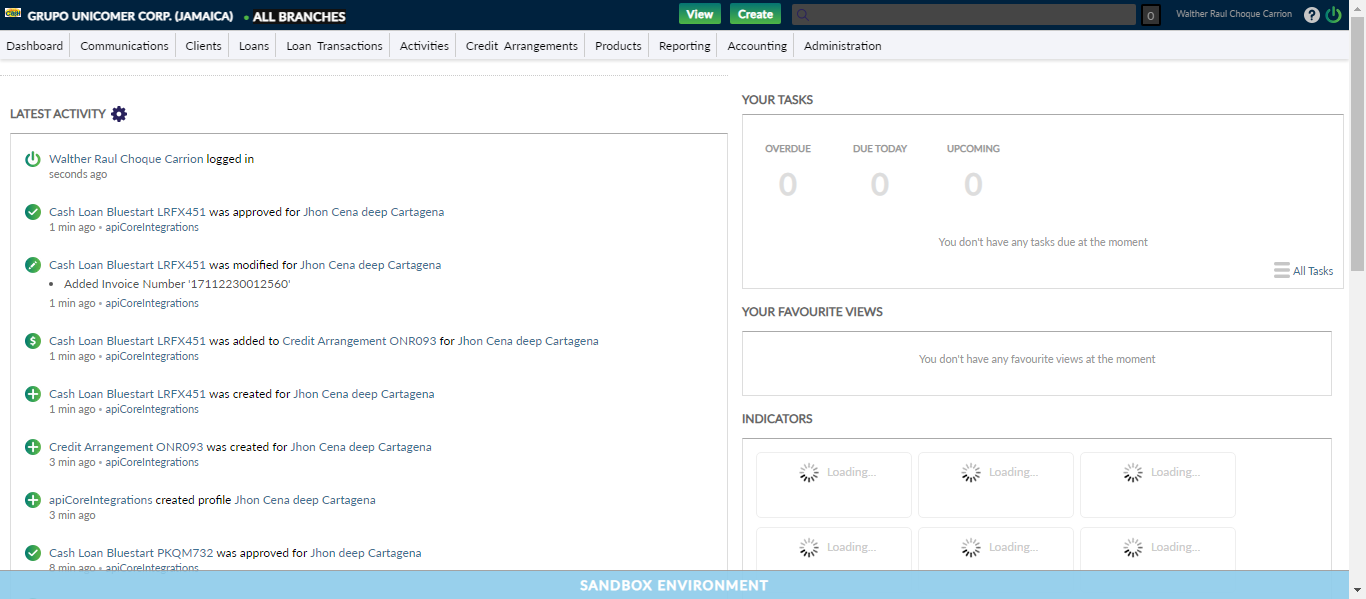 GRUPO UNICOMER CORP. (JAMAICA) • ALL BRANCHES View Create 0 Walther Raul Choque Carrion ?
Dashboard Communications Clients Loans Loan Transactions Activities Credit Arrangements Products Reporting Accounting Administration
LATEST ACTIVITY
Walther Raul Choque Carrion logged in
seconds ago
Cash Loan Bluestart LRFX451 was approved for Jhon Cena deep Cartagena
1 min ago • apiCoreIntegrations
Cash Loan Bluestart LRFX451 was modified for Jhon Cena deep Cartagena
• Added Invoice Number '17112230012560'
1 min ago • apiCoreIntegrations
Cash Loan Bluestart LRFX451 was added to Credit Arrangement ONR093 for Jhon Cena deep Cartagena
1 min ago • apiCoreIntegrations
Cash Loan Bluestart LRFX451 was created for Jhon Cena deep Cartagena
1 min ago • apiCoreIntegrations
Credit Arrangement ONR093 was created for Jhon Cena deep Cartagena
3 min ago • apiCoreIntegrations
apiCoreIntegrations created profile Jhon Cena deep Cartagena
3 min ago
Cash Loan Bluestart PKQM732 was approved for Jhon deep Cartagena
8 min ago • apiCoreIntegrations
YOUR TASKS
OVERDUE DUE TODAY UPCOMING
0 0 0
You don't have any tasks due at the moment
All Tasks
YOUR FAVOURITE VIEWS
You don't have any favourite views at the moment
INDICATORS
Loading... Loading... Loading...
Loading... Loading... Loading...
SANDBOX ENVIRONMENT